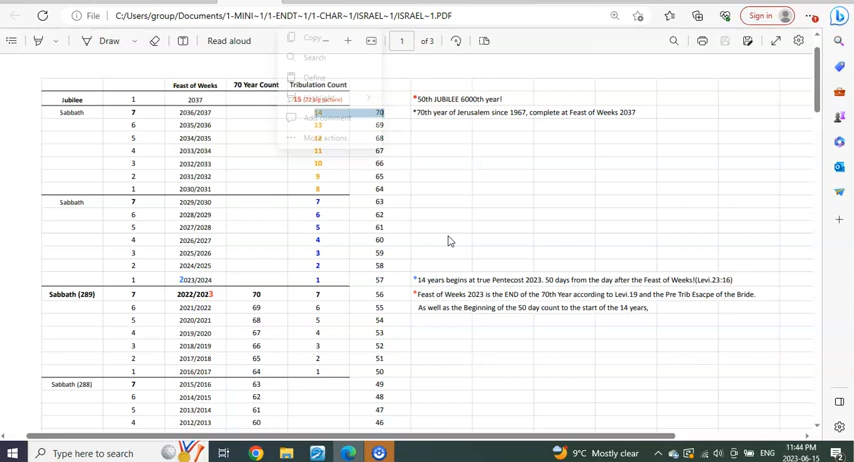 File C:/Users/group/Documents/1-MINI~1/1-ENDT~1/1-CHAR~1/ISRAEL~1/ISRAEL~1.PDF Sign in
Draw Read aloud 1 of 3
Copy
Search
Define
Add comment
More actions
Feast of Weeks 70 Year Count Tribulation Count
Jubilee 1 2037 15 *50th JUBILEE 6000th year!
Sabbath 7 2036/2037 14 70 *70th year of Jerusalem since 1967, complete at Feast of Weeks 2037
6 2035/2036 13 69
5 2034/2035 12 68
4 2033/2034 11 67
3 2032/2033 10 66
2 2031/2032 9 65
1 2030/2031 8 64
Sabbath 7 2029/2030 7 63
6 2028/2029 6 62
5 2027/2028 5 61
4 2026/2027 4 60
3 2025/2026 3 59
2 2024/2025 2 58
1 2023/2024 1 57 *14 years begins at true Pentecost 2023. 50 days from the day after the Feast of Weeks!(Levi.23:16)
Sabbath (289) 7 2022/2023 70 7 56 *Feast of Weeks 2023 is the END of the 70th Year according to Levi.19 and the Pre Trib Esacpe of the Bride.
6 2021/2022 69 6 55 As well as the Beginning of the 50 day count to the start of the 14 years,
5 2020/2021 68 5 54
4 2019/2020 67 4 53
3 2018/2019 66 3 52
2 2017/2018 65 2 51
1 2016/2017 64 1 50
Sabbath (288) 7 2015/2016 63 49
6 2014/2015 62 48
5 2013/2014 61 47
4 2012/2013 60 46
Type here to search 9°C Mostly clear ENG 11:44 PM
2023-06-15 2